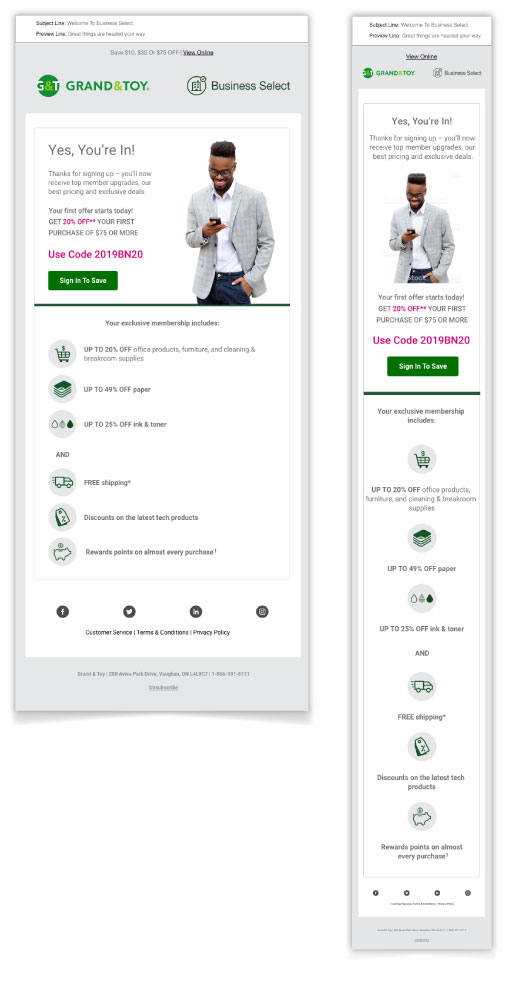 Subject Line: Welcome To Business Select.
Preview Line: Great things are headed your way
Save $10, $30 Or $75 OFF | View Online
G&T GRAND&TOY®
Business Select
Yes, You're In!
Thanks for signing up – you'll now
receive top member upgrades, our
best pricing and exclusive deals.
Your first offer starts today!
GET 20% OFF** YOUR FIRST
PURCHASE OF $75 OR MORE
Use Code 2019BN20
Sign In To Save
Your exclusive membership includes:
UP TO 20% OFF office products, furniture, and cleaning &
breakroom supplies
UP TO 49% OFF paper
UP TO 25% OFF ink & toner
AND
FREE shipping*
Discounts on the latest tech products
Rewards points on almost every purchase¹
Customer Service | Terms & Conditions | Privacy Policy
Grand & Toy | 200 Aviva Park Drive, Vaughan, ON L4L9C7 | 1-866-391-8111
Unsubscribe
Subject Line: Welcome To Business Select.
Preview Line: Great things are headed your way
View Online
G&T GRAND&TOY®
Business Select
Yes, You're In!
Thanks for signing up – you'll now
receive top member upgrades, our
best pricing and exclusive deals.
Your first offer starts today!
GET 20% OFF** YOUR FIRST
PURCHASE OF $75 OR MORE
Use Code 2019BN20
Sign In To Save
Your exclusive membership
includes:
UP TO 20% OFF office products,
furniture, and cleaning & breakroom
supplies
UP TO 49% OFF paper
UP TO 25% OFF ink & toner
AND
FREE shipping*
Discounts on the latest tech
products
Rewards points on almost
every purchase¹